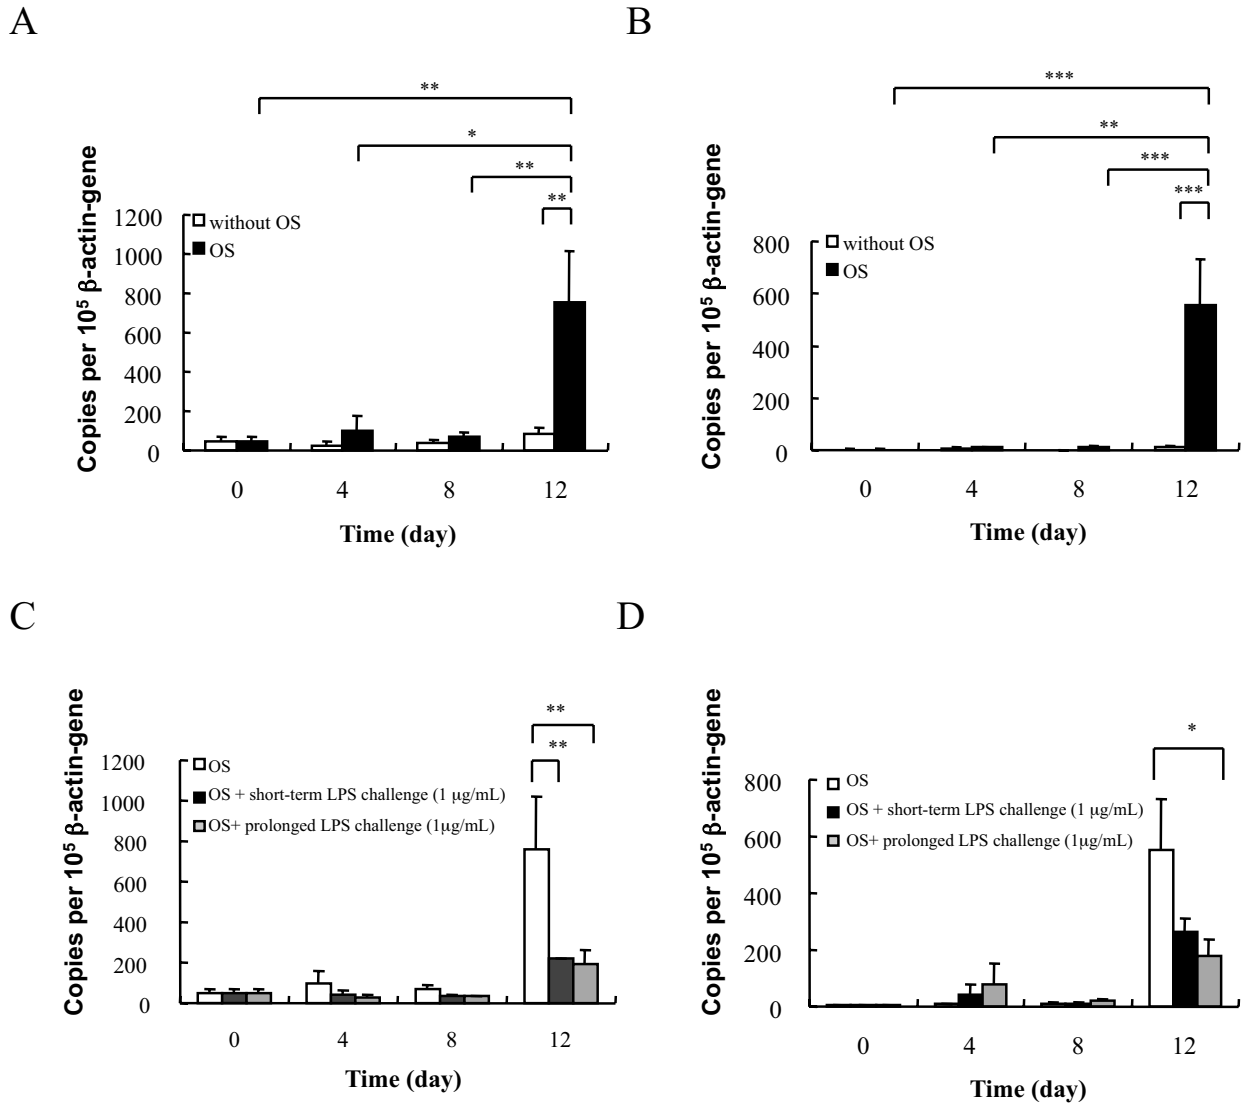 A
**
*
**
**
Copies per 10⁵ β-actin-gene
1200
1000
800
600
400
200
0
without OS
OS
0 4 8 12
Time (day)
B
***
**
***
***
Copies per 10⁵ β-actin-gene
800
600
400
200
0
without OS
OS
0 4 8 12
Time (day)
C
**
**
Copies per 10⁵ β-actin-gene
1200
1000
800
600
400
200
0
OS
OS + short-term LPS challenge (1 μg/mL)
OS+ prolonged LPS challenge (1μg/mL)
0 4 8 12
Time (day)
D
*
Copies per 10⁵ β-actin-gene
800
600
400
200
0
OS
OS + short-term LPS challenge (1 μg/mL)
OS+ prolonged LPS challenge (1μg/mL)
0 4 8 12
Time (day)